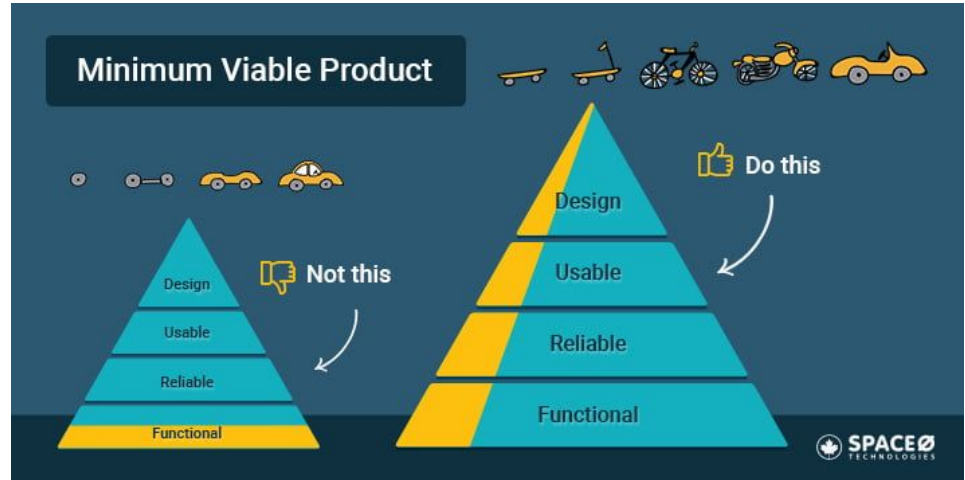 Minimum Viable Product
Do this
Design
Usable
Reliable
Functional
Not this
Design
Usable
Reliable
Functional
SPACEØ
TECHNOLOGIES